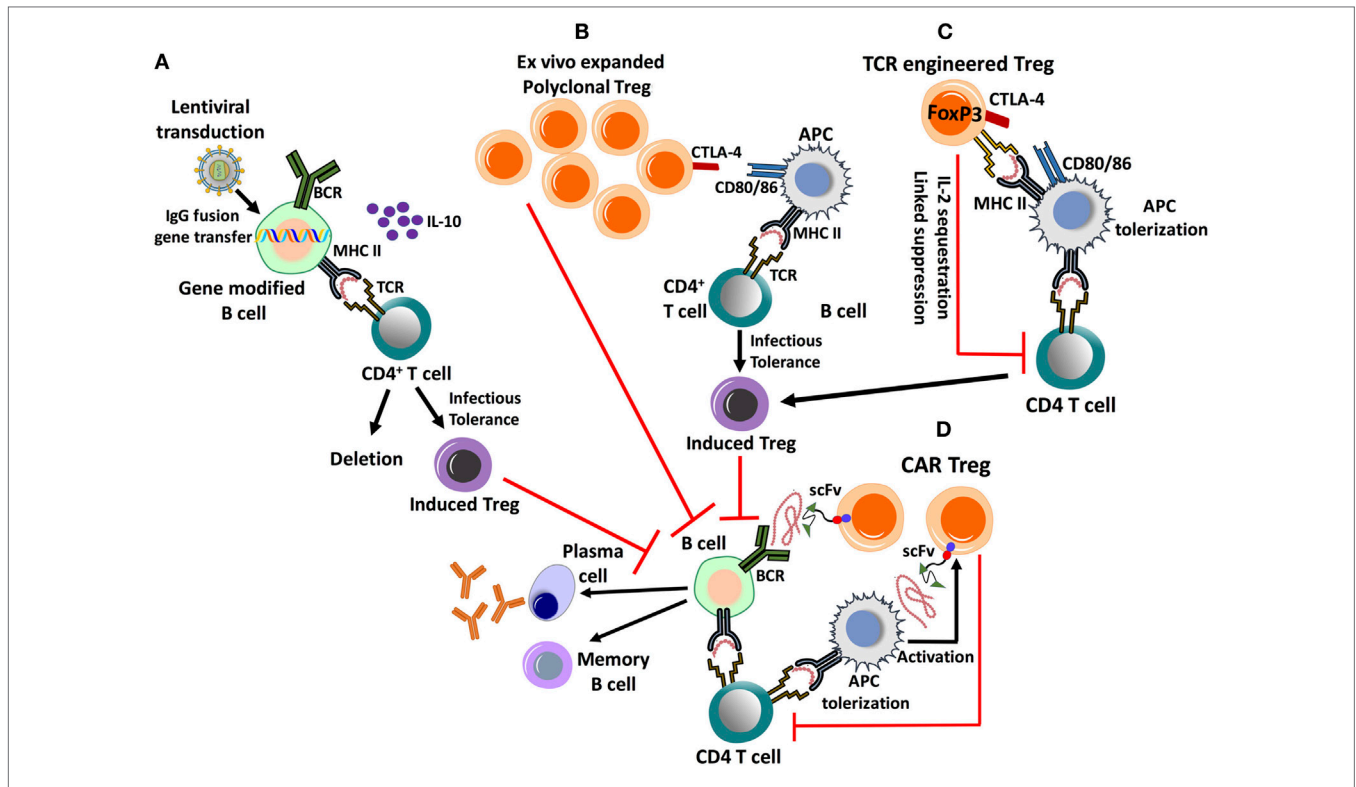 A
Lentiviral
transduction
BCR
IgG fusion
gene transfer
IL-10
MHC II
Gene modified
B cell
TCR
CD4⁺ T cell
Infectious
Tolerance
Deletion
Induced Treg
B
Ex vivo expanded
Polyclonal Treg
CTLA-4
APC
CD80/86
MHC II
TCR
CD4⁺
T cell
B cell
Infectious
Tolerance
Induced Treg
C
TCR engineered Treg
FoxP3
CTLA-4
CD80/86
MHC II
IL-2 sequestration
Linked suppression
APC
tolerization
CD4 T cell
D
CAR Treg
scFv
scFv
B cell
BCR
Plasma
cell
Memory
B cell
APC
tolerization
Activation
CD4 T cell